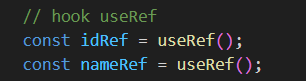 // hook useRef
const idRef = useRef();
const nameRef = useRef();